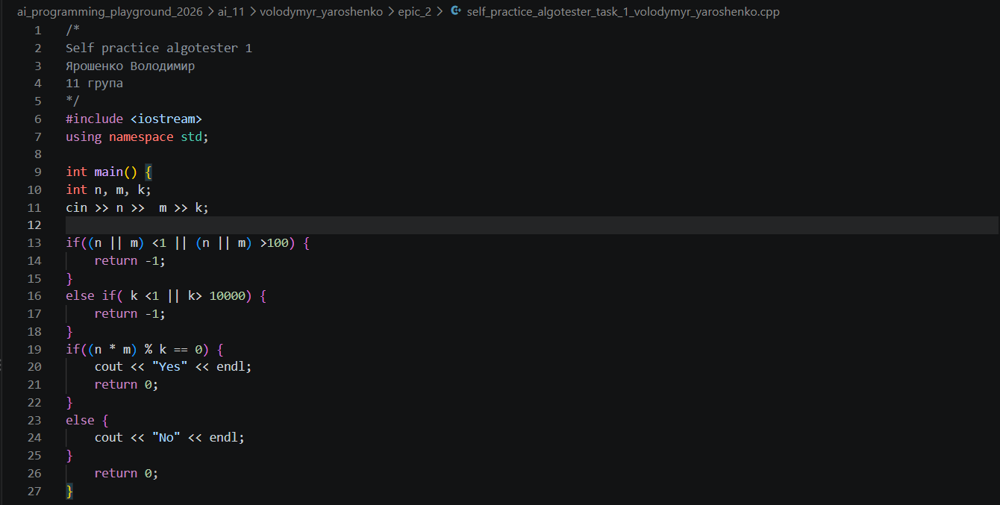 ai_programming_playground_2026 > ai_11 > volodymyr_yaroshenko > epic_2 > self_practice_algotester_task_1_volodymyr_yaroshenko.cpp
1 /*
2 Self practice algotester 1
3 Ярошенко Володимир
4 11 група
5 */
6 #include <iostream>
7 using namespace std;
8
9 int main() {
10 int n, m, k;
11 cin >> n >>  m >> k;
12
13 if((n || m) <1 || (n || m) >100) {
14     return -1;
15 }
16 else if( k <1 || k> 10000) {
17     return -1;
18 }
19 if((n * m) % k == 0) {
20     cout << "Yes" << endl;
21     return 0;
22 }
23 else {
24     cout << "No" << endl;
25 }
26     return 0;
27 }